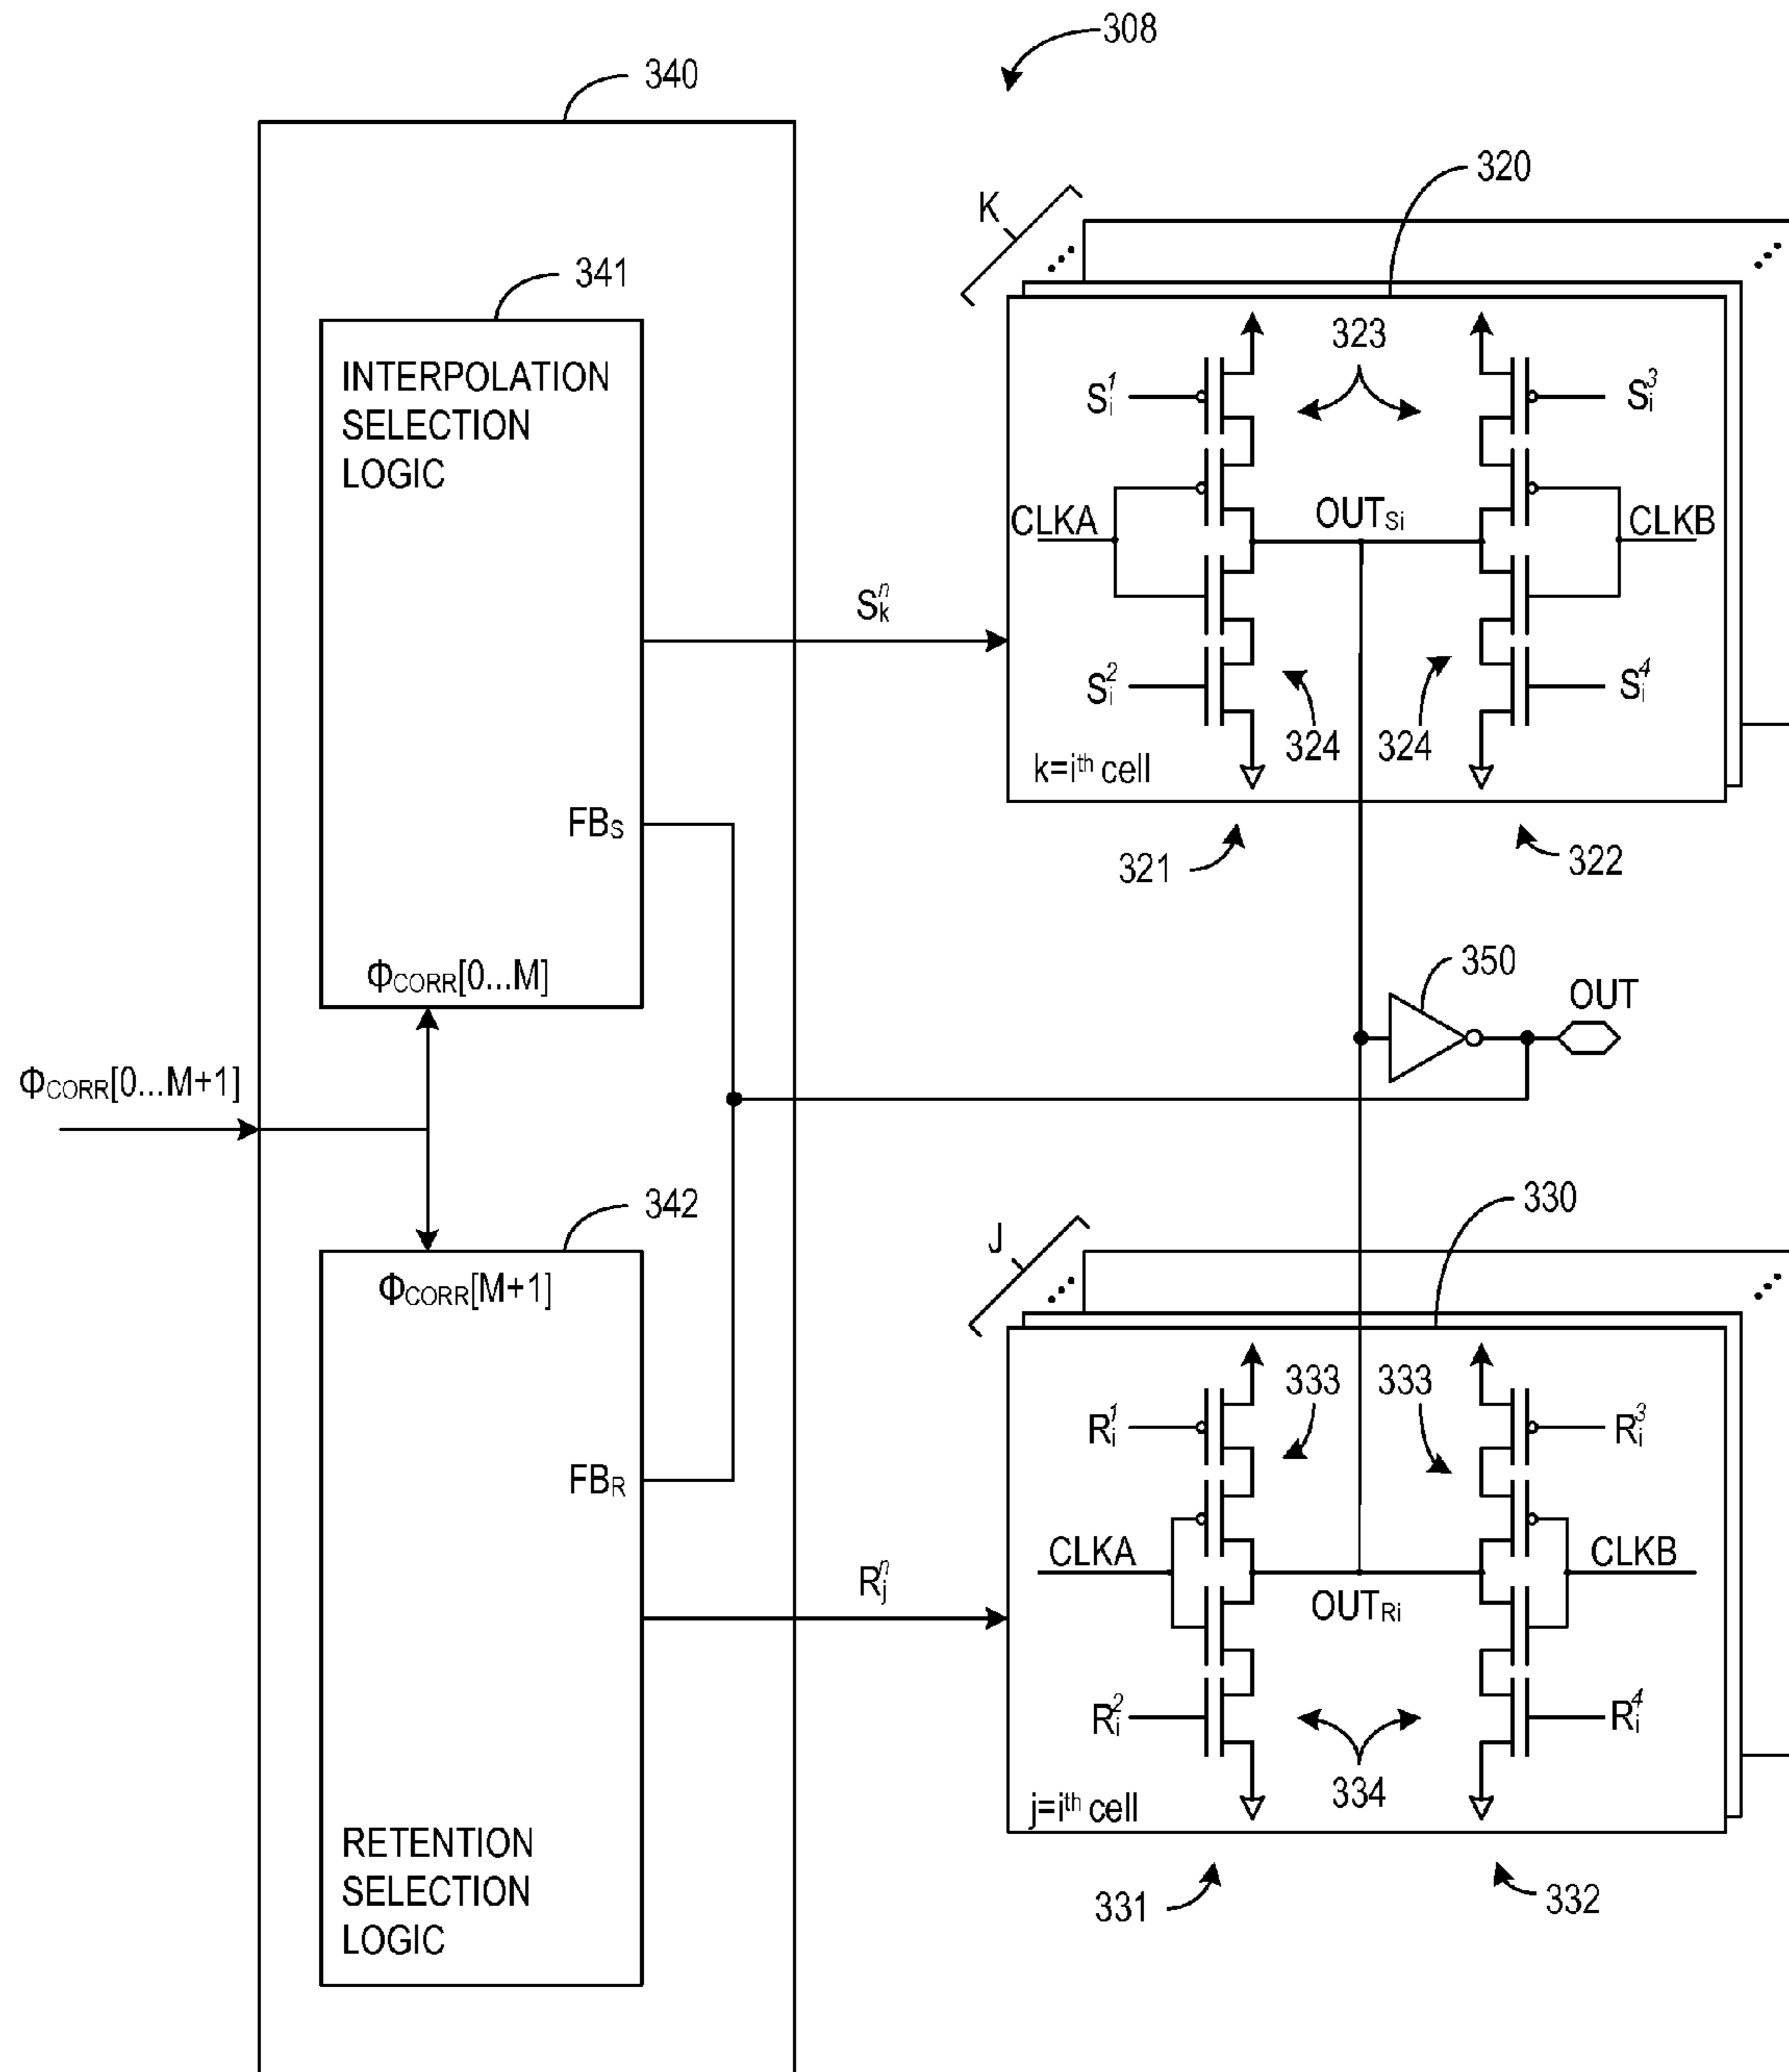 308
340
320
K
341
323
INTERPOLATION
SELECTION
LOGIC
S_i^1
S_i^3
CLKA
OUT_Si
CLKB
S_k^n
S_i^2
S_i^4
324
324
k=i^th cell
FB_S
321
322
350
OUT
Φ_CORR[0...M]
Φ_CORR[0...M+1]
342
330
J
Φ_CORR[M+1]
333
333
R_i^1
R_i^3
FB_R
CLKA
CLKB
R_j^n
OUT_Ri
R_i^2
R_i^4
334
j=i^th cell
RETENTION
SELECTION
LOGIC
331
332